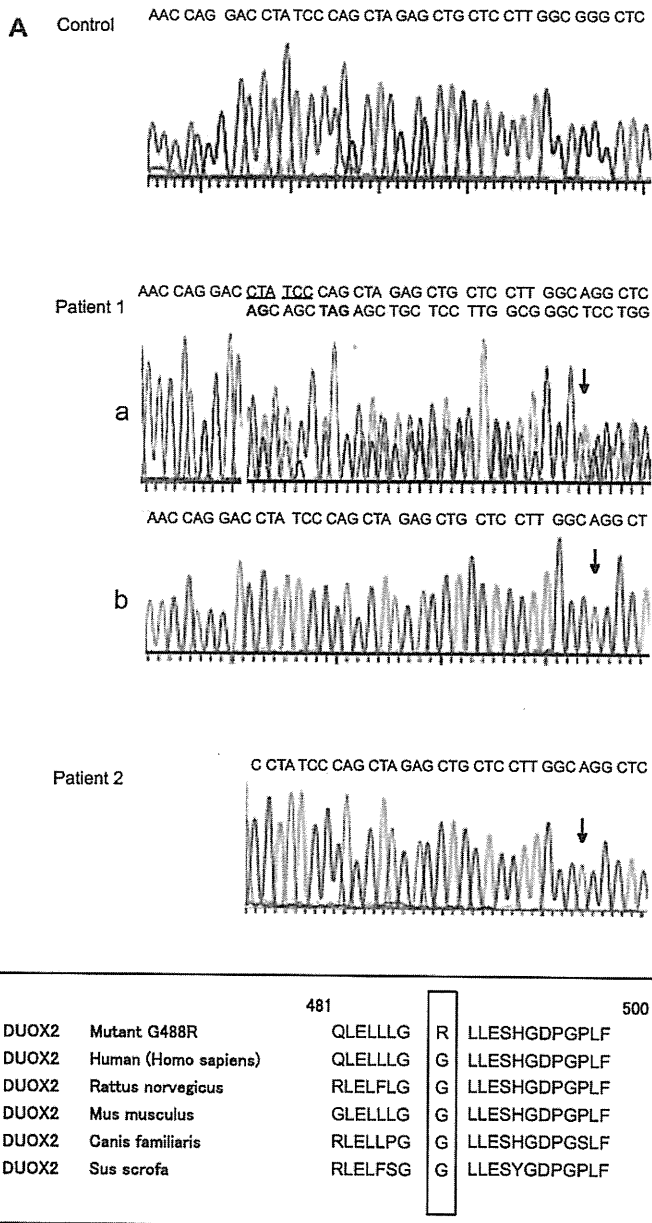 A
Control
AAC CAG GAC CTA TCC CAG CTA GAG CTG CTC CTT GGC GGG CTC
Patient 1
AAC CAG GAC CTA TCC CAG CTA GAG CTG CTC CTT GGC AGG CTC
AGC AGC TAG AGC TGC TCC TTG GCG GGC TCC TGG
a
AAC CAG GAC CTA TCC CAG CTA GAG CTG CTC CTT GGC AGG CT
b
Patient 2
C CTA TCC CAG CTA GAG CTG CTC CTT GGC AGG CTC
481 500
DUOX2 Mutant G488R QLELLLG R LLESHGDPGPLF
DUOX2 Human (Homo sapiens) QLELLLG G LLESHGDPGPLF
DUOX2 Rattus norvegicus RLELFLG G LLESHGDPGPLF
DUOX2 Mus musculus GLELLLG G LLESHGDPGPLF
DUOX2 Canis familiaris RLELLPG G LLESHGDPGSLF
DUOX2 Sus scrofa RLELFSG G LLESYGDPGPLF